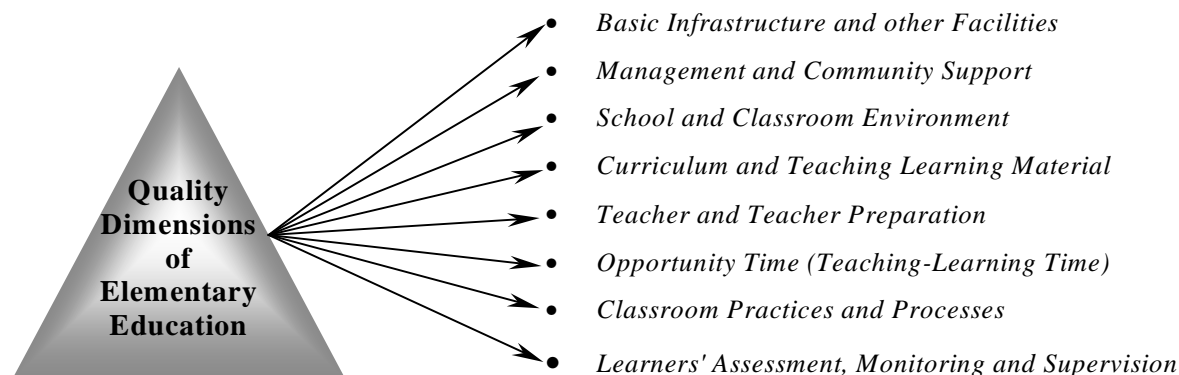 • Basic Infrastructure and other Facilities
• Management and Community Support
• School and Classroom Environment
• Curriculum and Teaching Learning Material
• Teacher and Teacher Preparation
• Opportunity Time (Teaching-Learning Time)
• Classroom Practices and Processes
• Learners' Assessment, Monitoring and Supervision
Quality
Dimensions
of
Elementary
Education